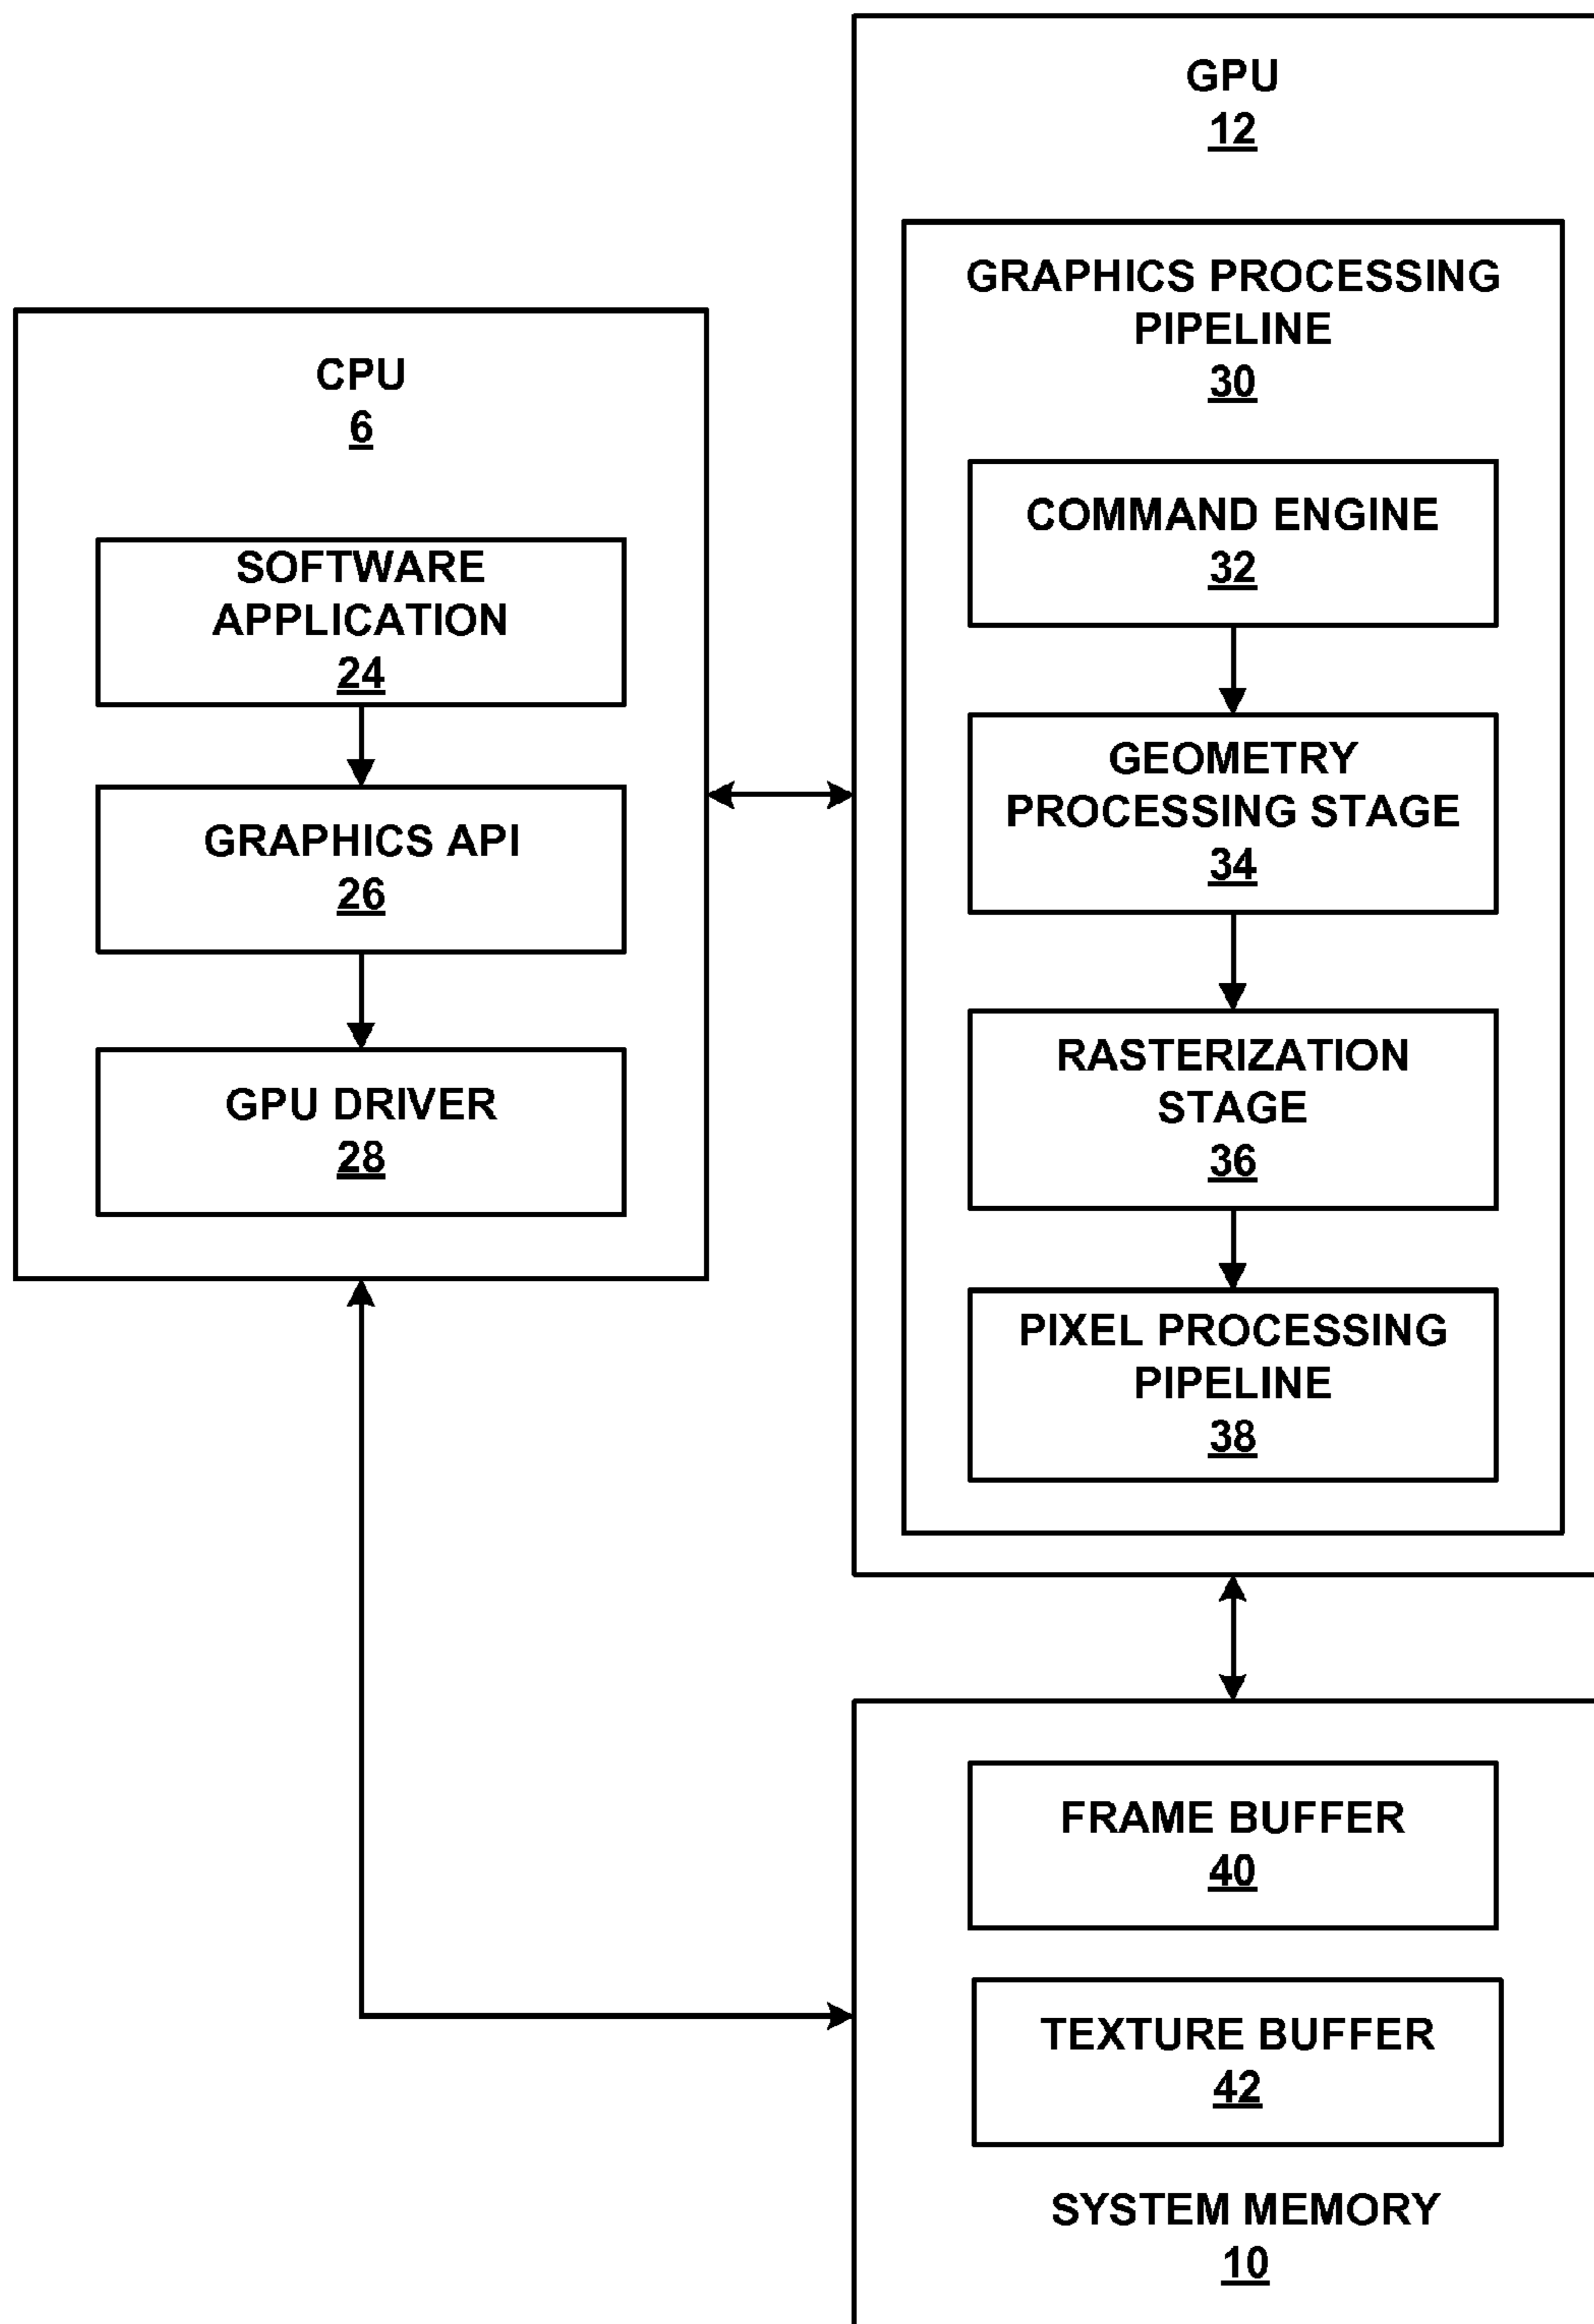 CPU
6
SOFTWARE
APPLICATION
24
GRAPHICS API
26
GPU DRIVER
28
GPU
12
GRAPHICS PROCESSING
PIPELINE
30
COMMAND ENGINE
32
GEOMETRY
PROCESSING STAGE
34
RASTERIZATION
STAGE
36
PIXEL PROCESSING
PIPELINE
38
FRAME BUFFER
40
TEXTURE BUFFER
42
SYSTEM MEMORY
10